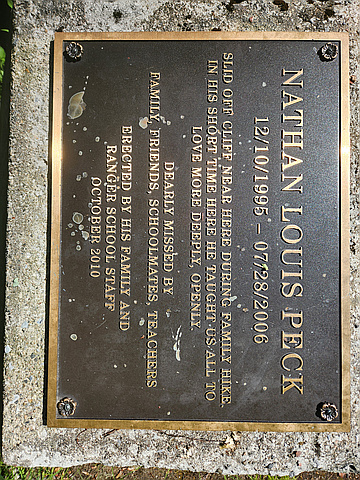 NATHAN LOUIS PECK
12/10/1995 – 07/28/2006
SLID OFF CLIFF NEAR HERE DURING FAMILY HIKE.
IN HIS SHORT TIME HERE HE TAUGHT US ALL TO
LOVE MORE DEEPLY, OPENLY.
DEARLY MISSED BY
FAMILY, FRIENDS, SCHOOLMATES, TEACHERS
ERECTED BY HIS FAMILY AND
RANGER SCHOOL STAFF
OCTOBER 2010